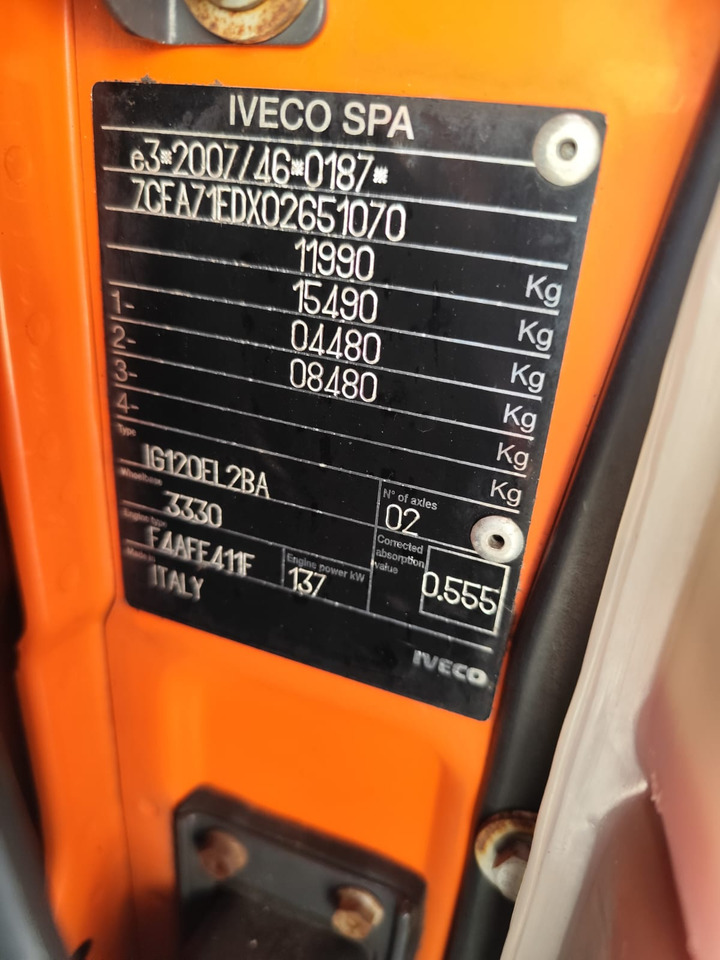 IVECO SPA
e3*2007/46*0187*
7CFA71EDX02651070
11990 Kg
1- 15490 Kg
2- 04480 Kg
3- 08480 Kg
4- Kg
Kg
Type IG120EL2BA
N° of axles 02
Wheelbase 3330
Engine type F4AFE411F
Engine power kW 137
Corrected absorption value 0.555
Made in ITALY
IVECO